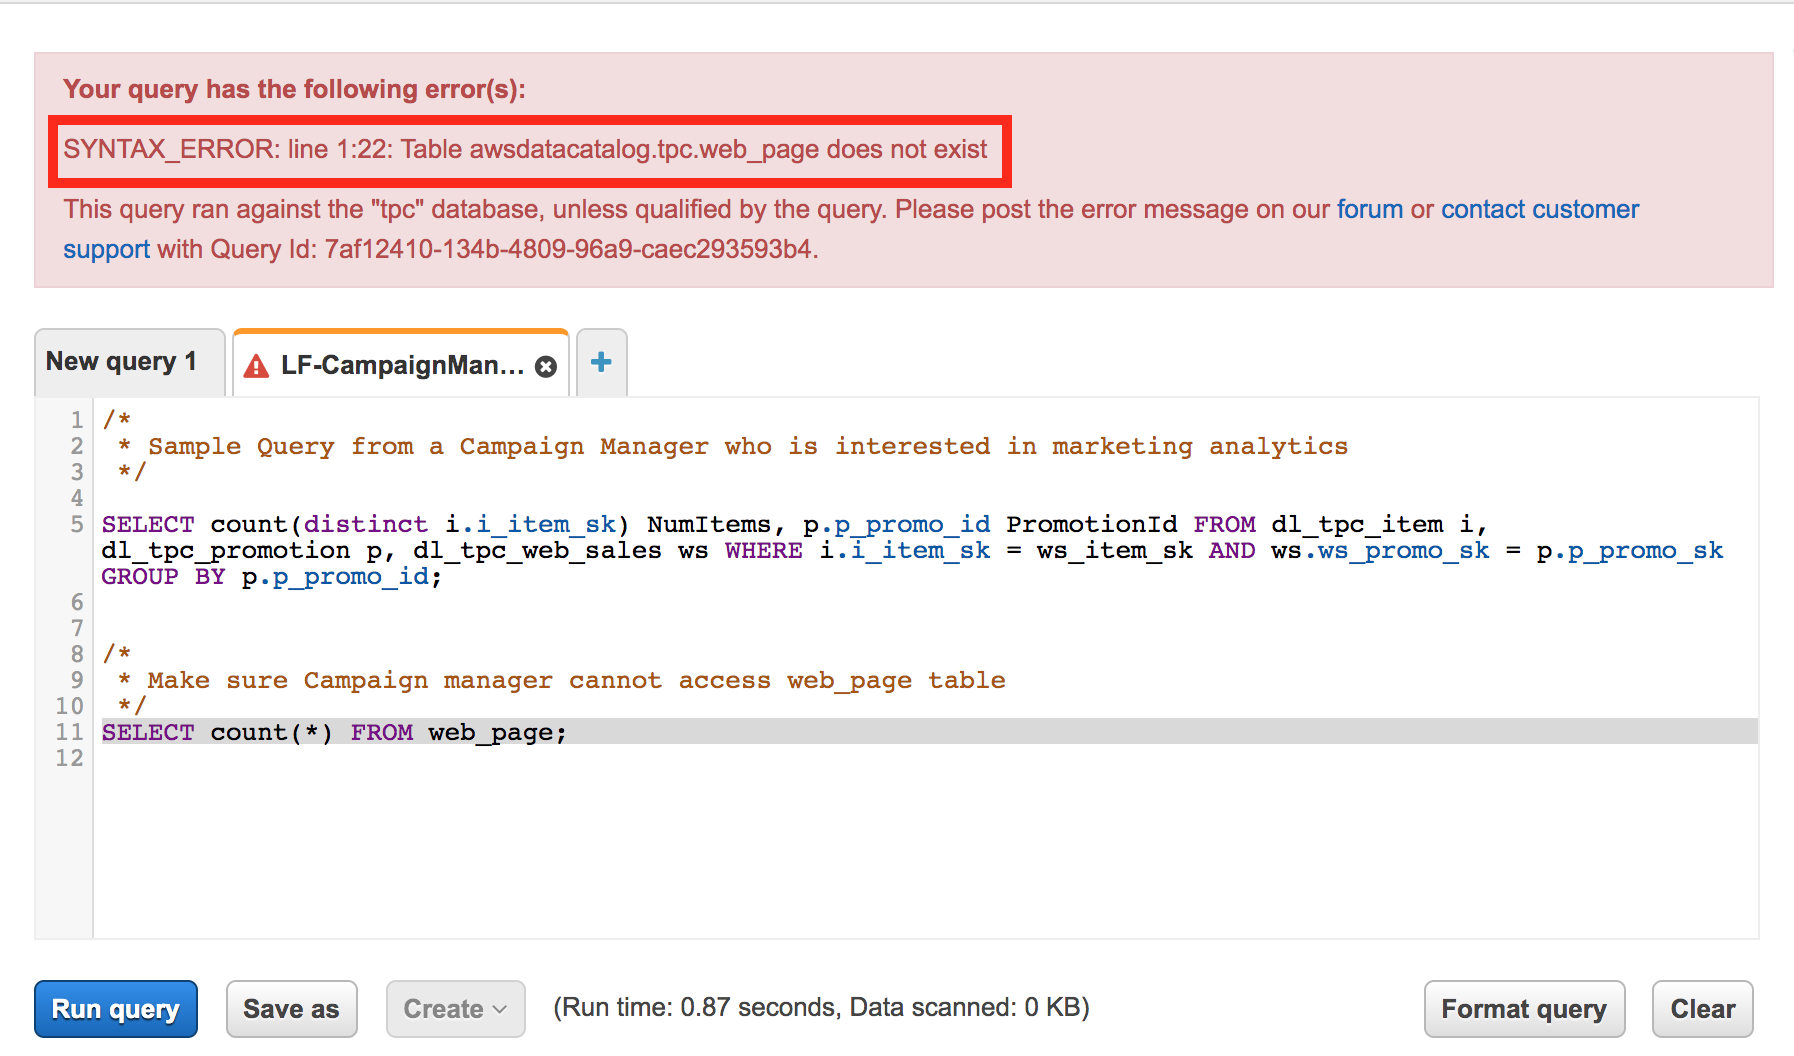 Your query has the following error(s):
SYNTAX_ERROR: line 1:22: Table awsdatacatalog.tpc.web_page does not exist
This query ran against the "tpc" database, unless qualified by the query. Please post the error message on our forum or contact customer
support with Query Id: 7af12410-134b-4809-96a9-caec293593b4.
New query 1 LF-CampaignMan... +
1 /*
2 * Sample Query from a Campaign Manager who is interested in marketing analytics
3 */
4
5 SELECT count(distinct i.i_item_sk) NumItems, p.p_promo_id PromotionId FROM dl_tpc_item i,
dl_tpc_promotion p, dl_tpc_web_sales ws WHERE i.i_item_sk = ws_item_sk AND ws.ws_promo_sk = p.p_promo_sk
GROUP BY p.p_promo_id;
6
7
8 /*
9 * Make sure Campaign manager cannot access web_page table
10 */
11 SELECT count(*) FROM web_page;
12
Run query Save as Create (Run time: 0.87 seconds, Data scanned: 0 KB) Format query Clear